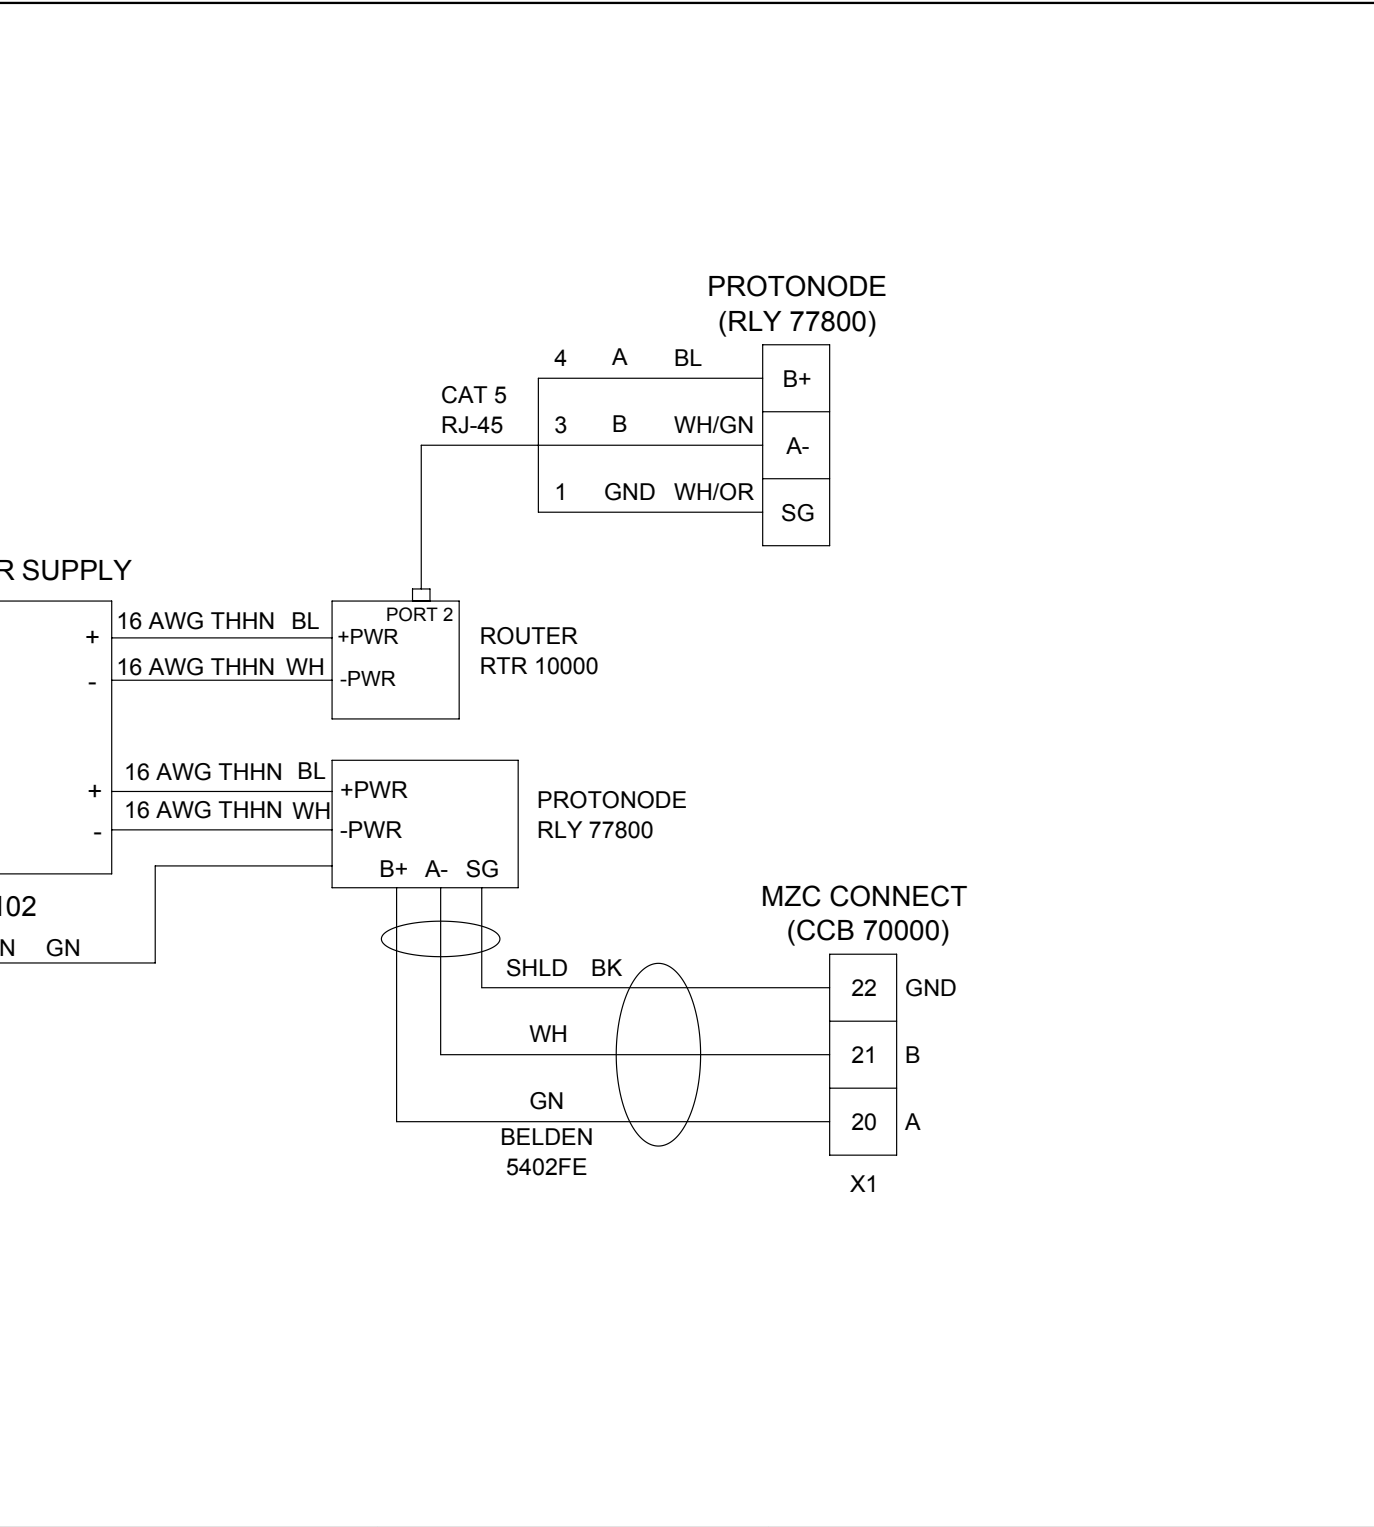 PROTONODE
(RLY 77800)
4 A BL
B+
CAT 5
RJ-45
3 B WH/GN
A-
1 GND WH/OR
SG
R SUPPLY
16 AWG THHN BL
PORT 2
+
+PWR
ROUTER
16 AWG THHN WH
RTR 10000
-
-PWR
16 AWG THHN BL
+
+PWR
PROTONODE
16 AWG THHN WH
-
-PWR
RLY 77800
B+ A- SG
102
MZC CONNECT
(CCB 70000)
N GN
SHLD BK
22 GND
WH
21 B
GN
20 A
BELDEN
5402FE
X1